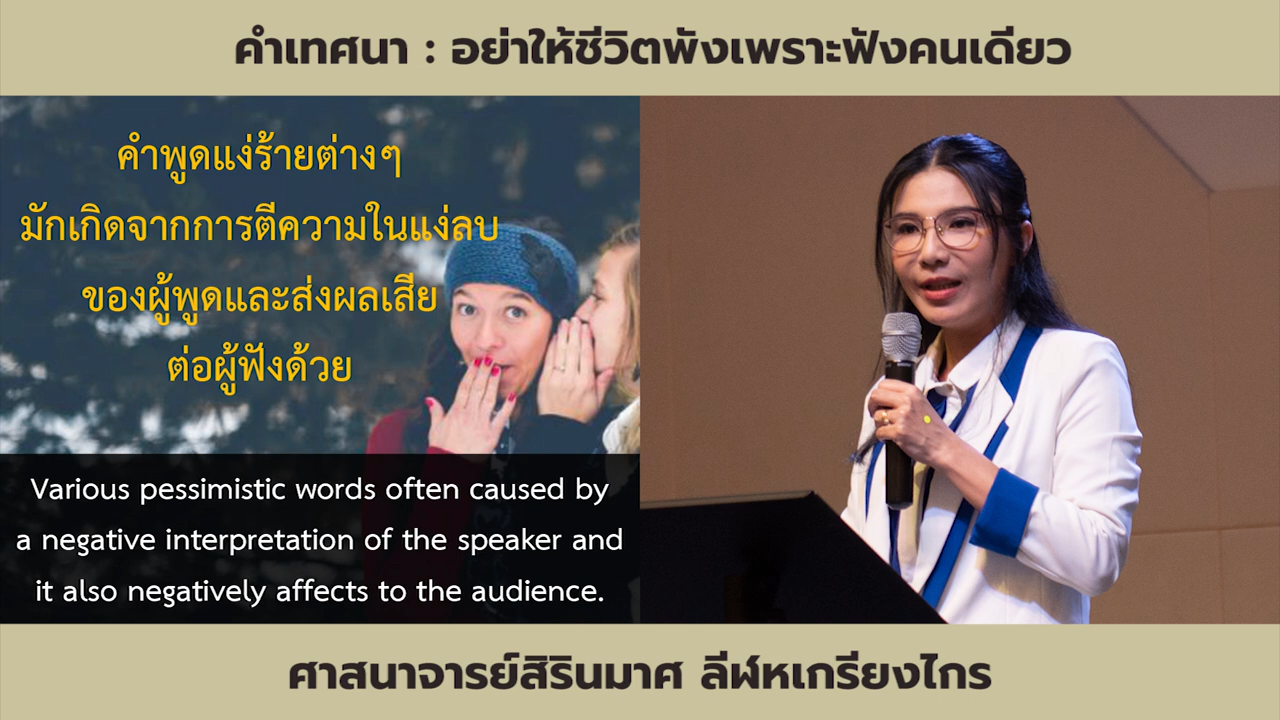 คำเทศนา : อย่าให้ชีวิตพังเพราะฟังคนเดียว
คำพูดแง่ร้ายต่างๆ
มักเกิดจากการตีความในแง่ลบ
ของผู้พูดและส่งผลเสีย
ต่อผู้ฟังด้วย
Various pessimistic words often caused by
a negative interpretation of the speaker and
it also negatively affects to the audience.
ศาสนาจารย์สิรินมาศ ลีฬหเกรียงไกร